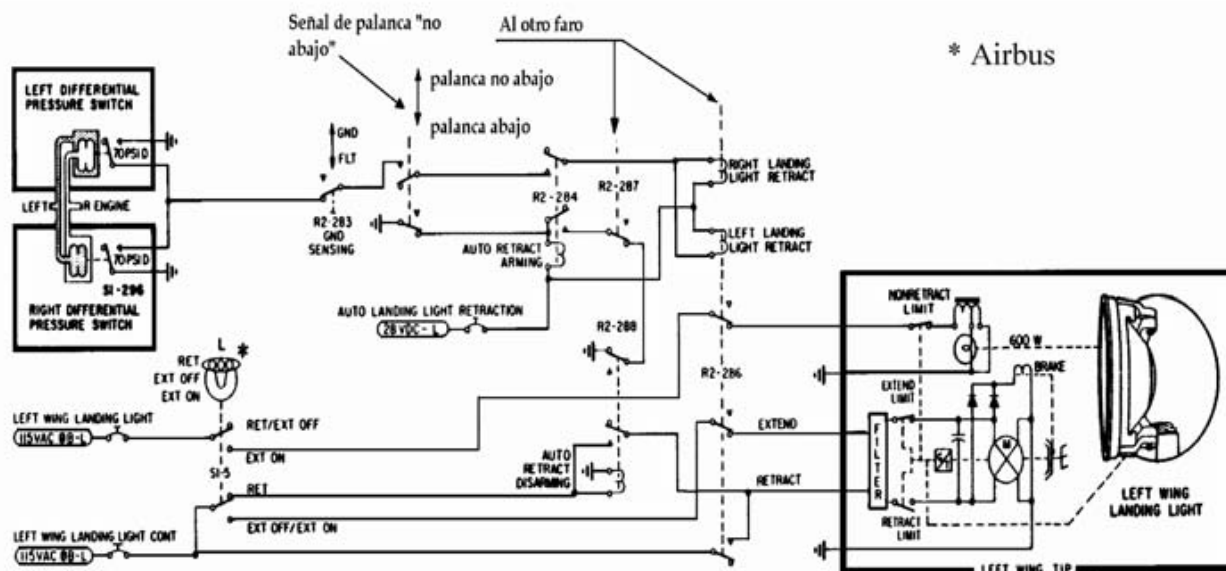 Señal de palanca "no
abajo"
Al otro faro
* Airbus
palanca no abajo
palanca abajo
LEFT DIFFERENTIAL
PRESSURE SWITCH
70PSID
LEFT
R ENGINE
70PSID
SI-296
RIGHT DIFFERENTIAL
PRESSURE SWITCH
GND
FLT
R2-283
GND
SENSING
R2-284
R2-287
AUTO RETRACT
ARMING
RIGHT LANDING
LIGHT RETRACT
LEFT LANDING
LIGHT RETRACT
AUTO LANDING LIGHT RETRACTION
28 VDC-L
R2-288
R2-286
L *
RET
EXT OFF
EXT ON
LEFT WING LANDING LIGHT
115VAC ØB-L
RET/EXT OFF
EXT ON
SI-5
RET
EXT OFF/EXT ON
AUTO
RETRACT
DISARMING
LEFT WING LANDING LIGHT CONT
115VAC ØB-L
EXTEND
RETRACT
NONRETRACT
LIMIT
600 W
BRAKE
EXTEND
LIMIT
FILTER
M
RETRACT
LIMIT
LEFT WING
LANDING LIGHT
LEFT WING TIP